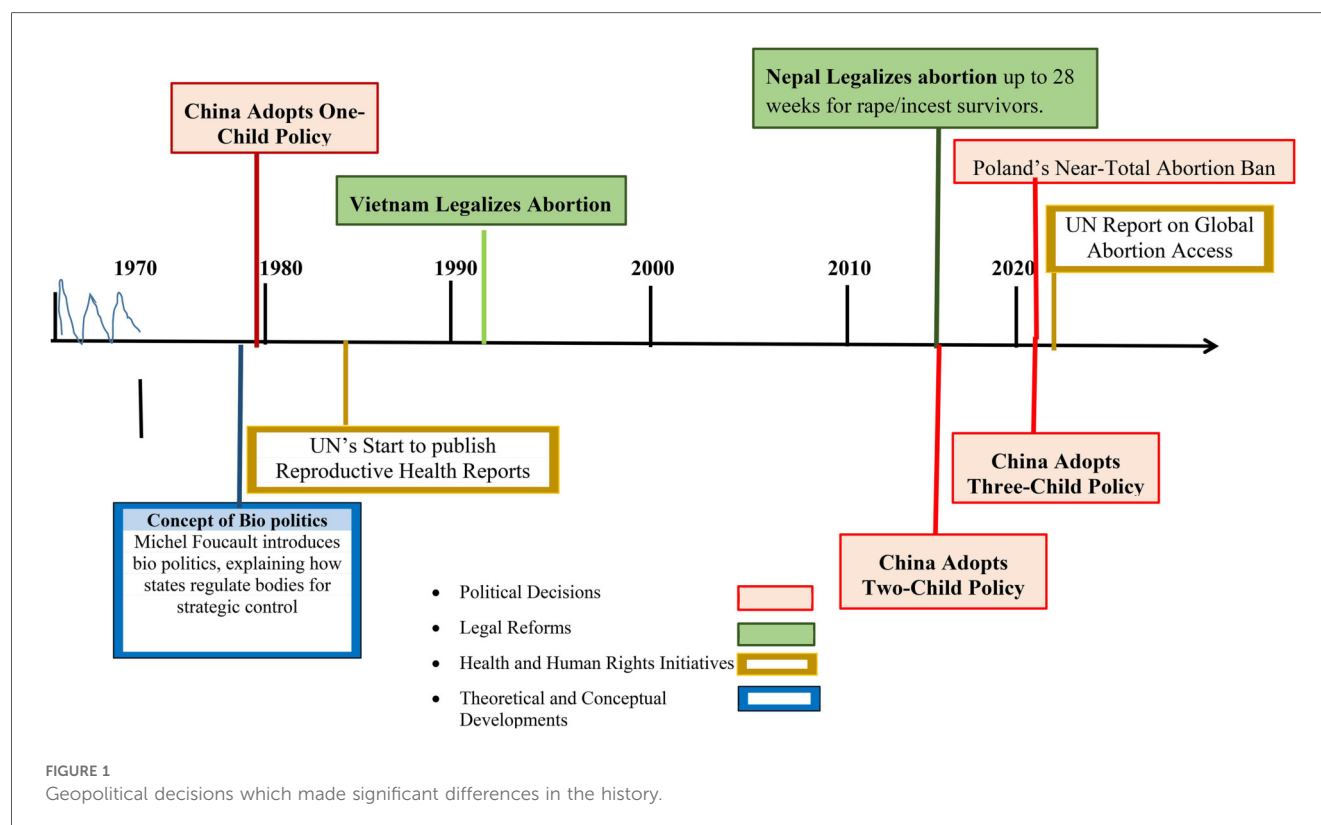 Nepal Legalizes abortion up to 28
weeks for rape/incest survivors.
China Adopts One-
Child Policy
Poland's Near-Total Abortion Ban
Vietnam Legalizes Abortion
UN Report on Global
Abortion Access
1970
1980
1990
2000
2010
2020
UN's Start to publish
Reproductive Health Reports
China Adopts
Three-Child Policy
Concept of Bio politics
Michel Foucault introduces
bio politics, explaining how
states regulate bodies for
strategic control
China Adopts
Two-Child Policy
• Political Decisions
• Legal Reforms
• Health and Human Rights Initiatives
• Theoretical and Conceptual
Developments
FIGURE 1
Geopolitical decisions which made significant differences in the history.